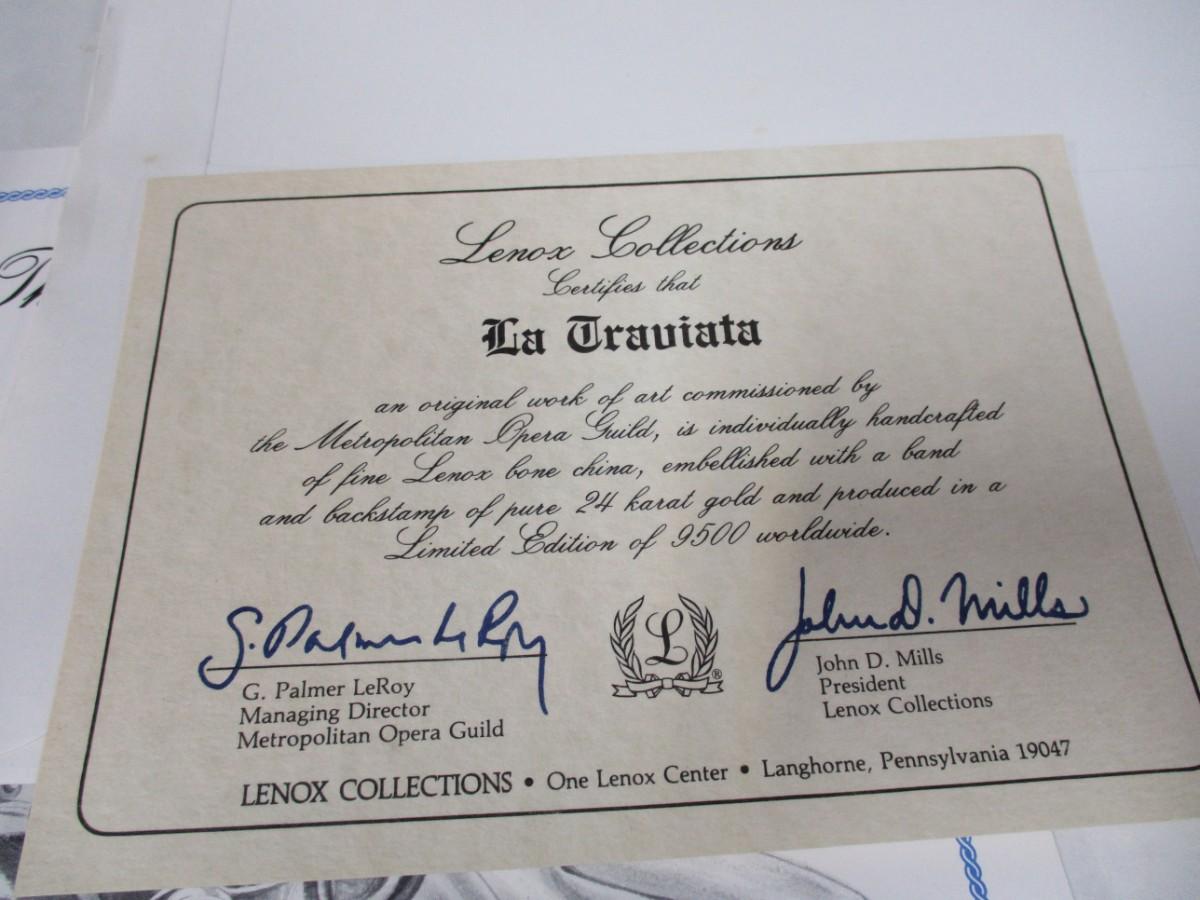 Th
Lenox Collections
Certifies that
La Traviata
an original work of art commissioned by
the Metropolitan Opera Guild, is individually handcrafted
of fine Lenox bone china, embellished with a band
and backstamp of pure 24 karat gold and produced in a
Limited Edition of 9500 worldwide.
G. Palmer LeRoy
John D. Mills
L
®
G. Palmer LeRoy
Managing Director
Metropolitan Opera Guild
John D. Mills
President
Lenox Collections
LENOX COLLECTIONS • One Lenox Center • Langhorne, Pennsylvania 19047